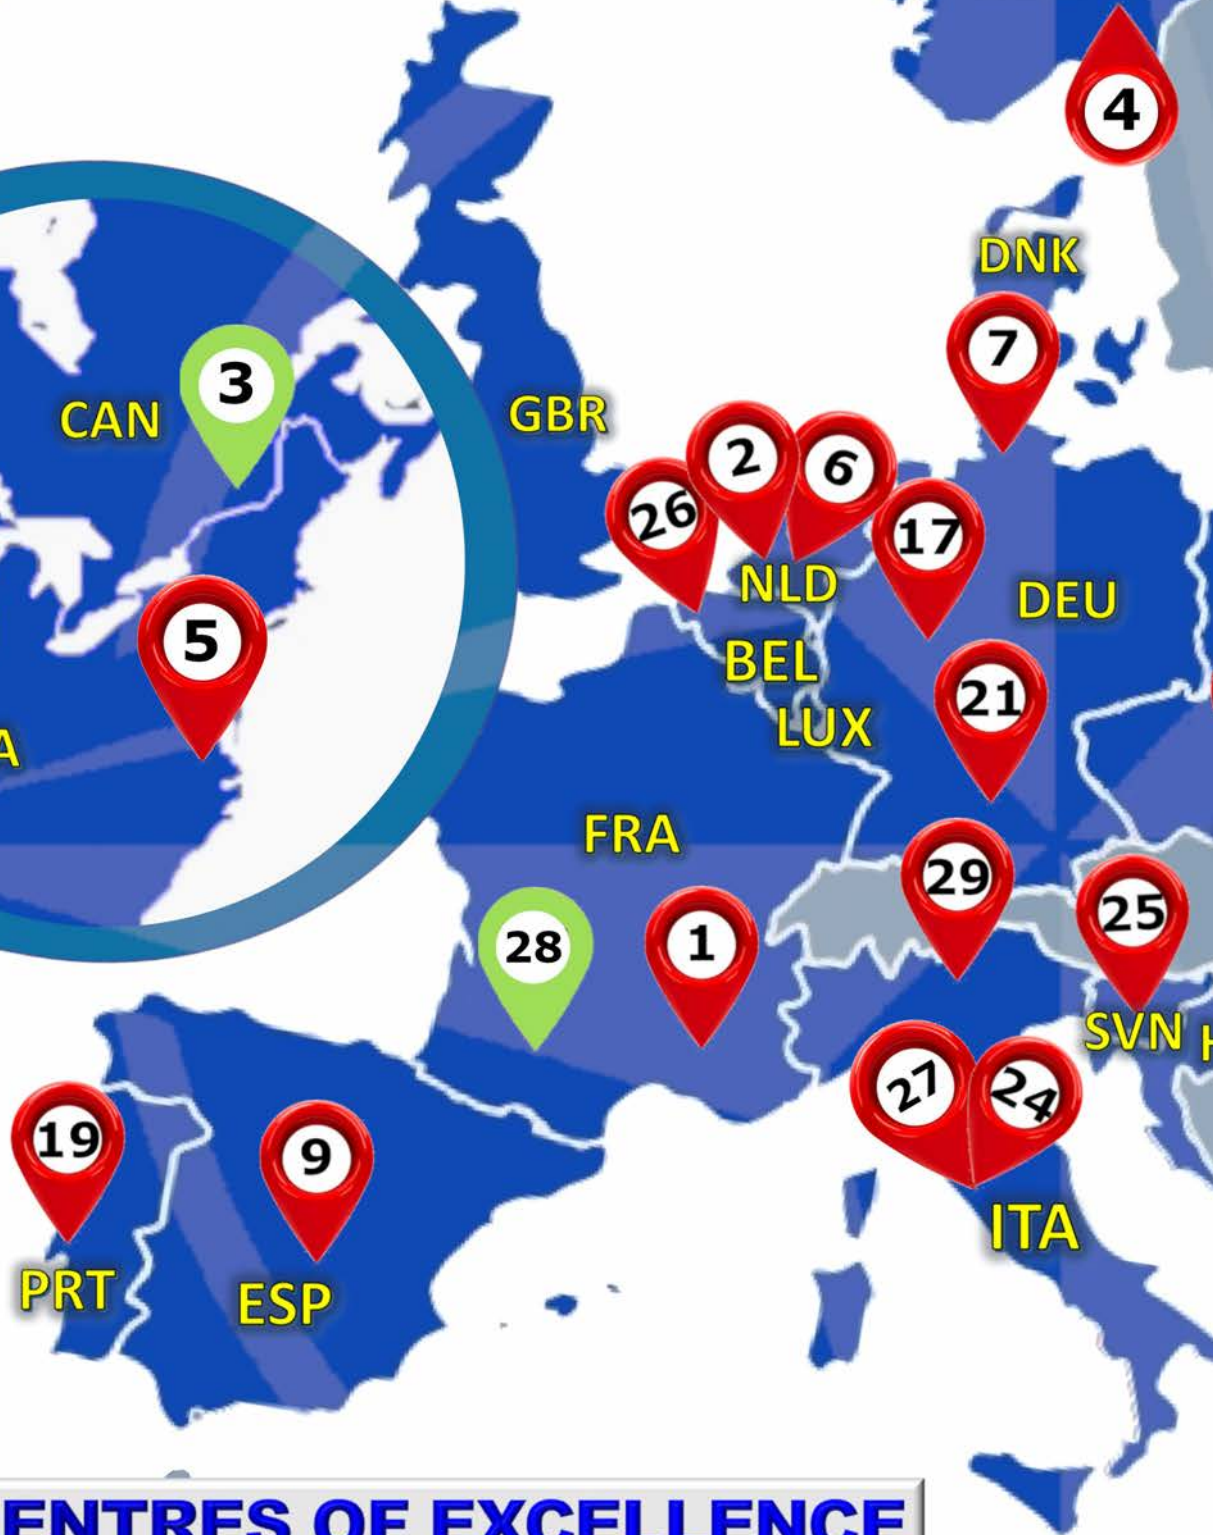 4
DNK
7
3
CAN
GBR
2
6
26
17
NLD
DEU
5
BEL
21
LUX
A
FRA
29
25
28
1
SVN
H
27
24
19
9
ITA
PRT
ESP
ENTRES OF EXCELLENCE